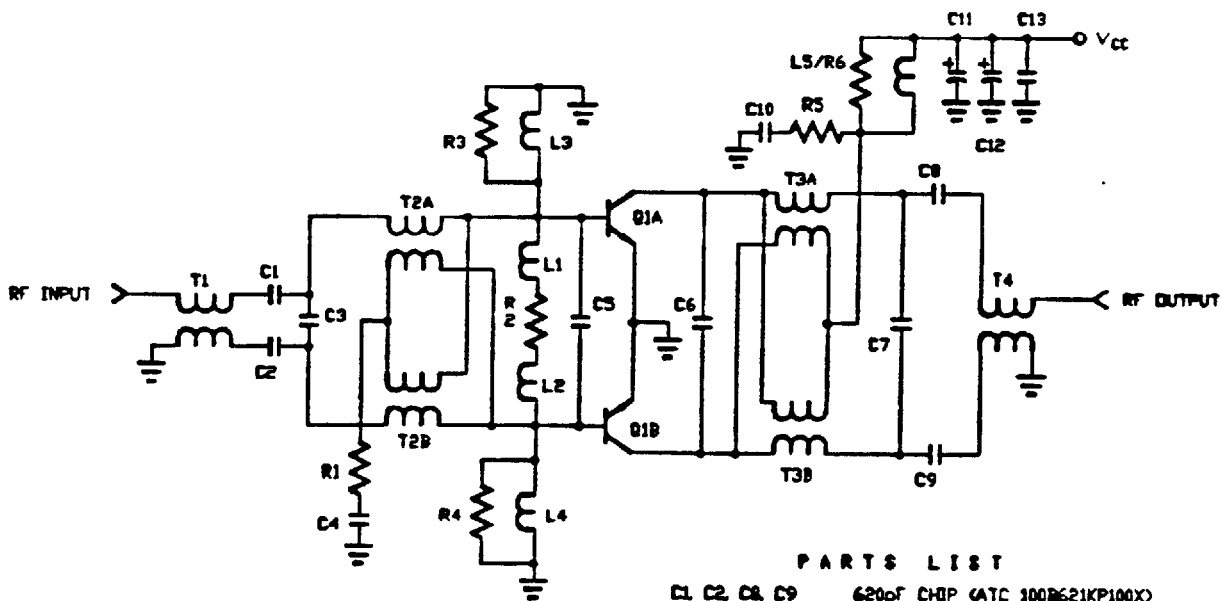 C11
C13
VCC
L5/R6
C10
R5
C12
R3
L3
T2A
Q1A
T3A
C8
L1
RF INPUT
T1
C1
C3
R2
C5
C6
T4
RF OUTPUT
C7
C2
L2
T2B
Q1B
R1
T3B
C9
C4
R4
L4
PARTS LIST
C1, C2, C8, C9 620pF CHIP (ATC 100B621KP100X)